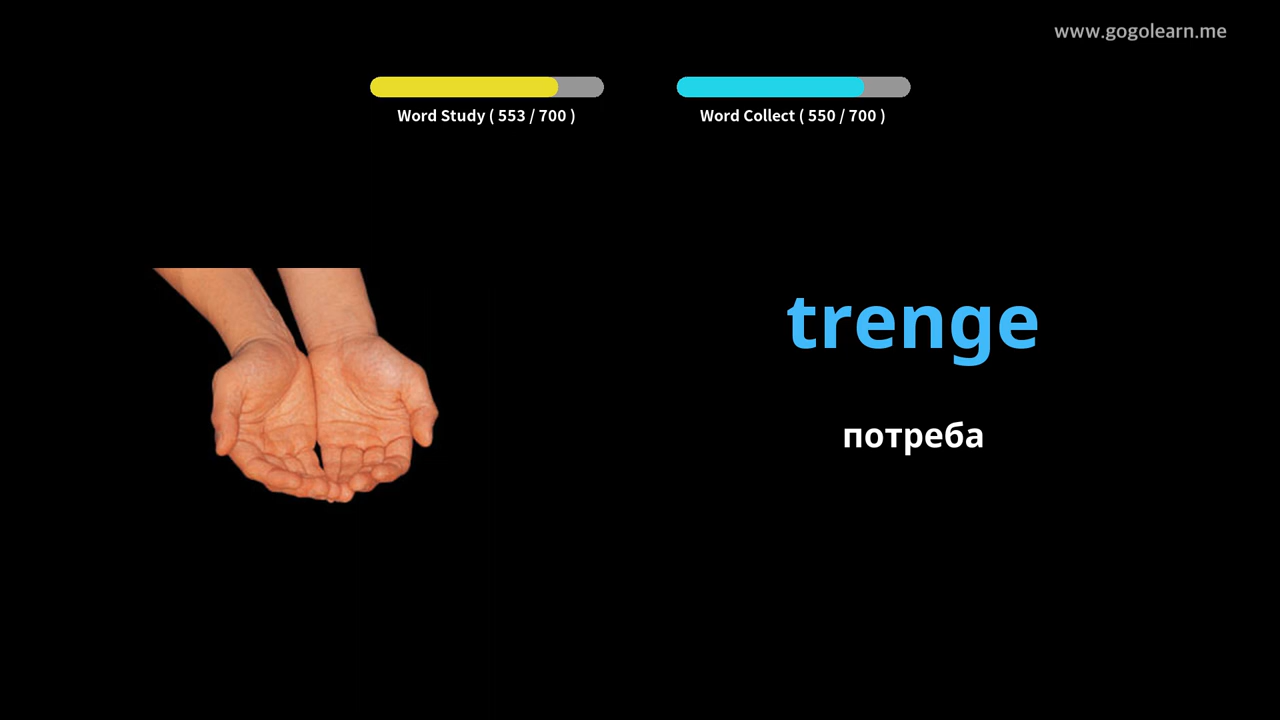 www.gogolearn.me
Word Study ( 553 / 700 )
Word Collect ( 550 / 700 )
trenge
потреба